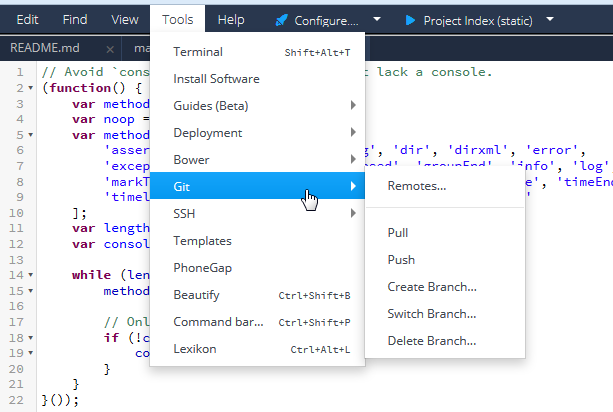 Edit Find View Tools Help Configure.... Project Index (static)
README.md ma
Terminal Shift+Alt+T
Install Software
Guides (Beta)
Deployment
Bower
Git
SSH
Templates
PhoneGap
Beautify Ctrl+Shift+B
Command bar... Ctrl+Shift+P
Lexikon Ctrl+Alt+L
Remotes...
Pull
Push
Create Branch...
Switch Branch...
Delete Branch...
1 // Avoid `cons t lack a console.
2 (function() {
3 var method
4 var noop =
5 var method
6 'asser g', 'dir', 'dirxml', 'error',
7 'excep 'groupEnd', 'info', 'log'
8 'markT e', 'timeEnd
9 'timel
10 ];
11 var length
12 var consol
13
14 while (len
15 method
16
17 // Onl
18 if (!c
19 co
20 }
21 }
22 }());